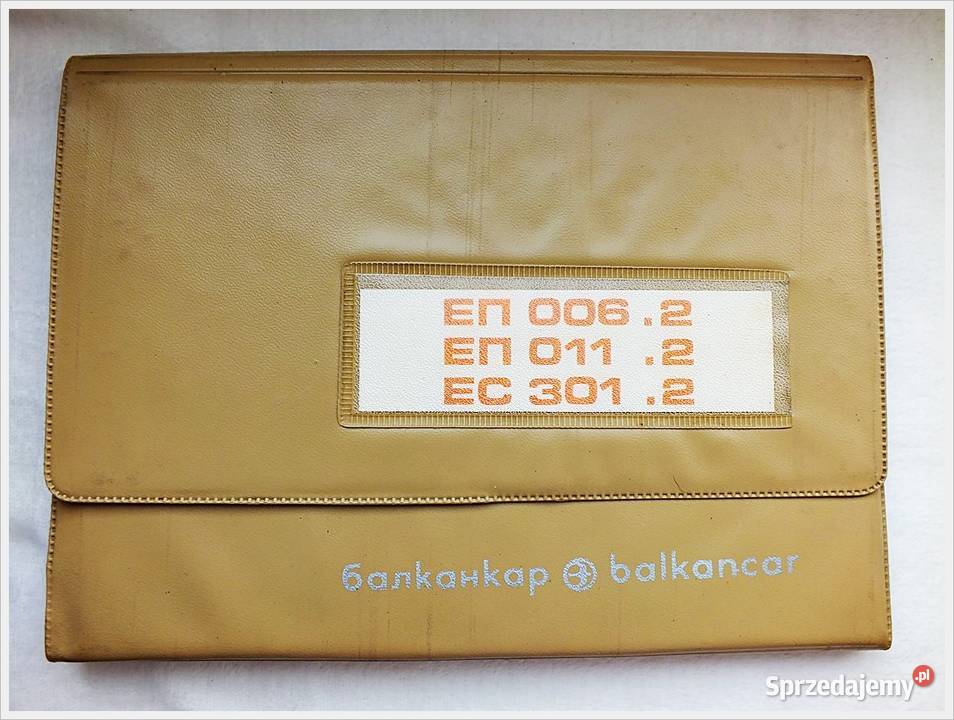 ЕП 006 .2
ЕП 011 .2
ЕС 301 .2
балканкар balkancar
Sprzedajemy.pl